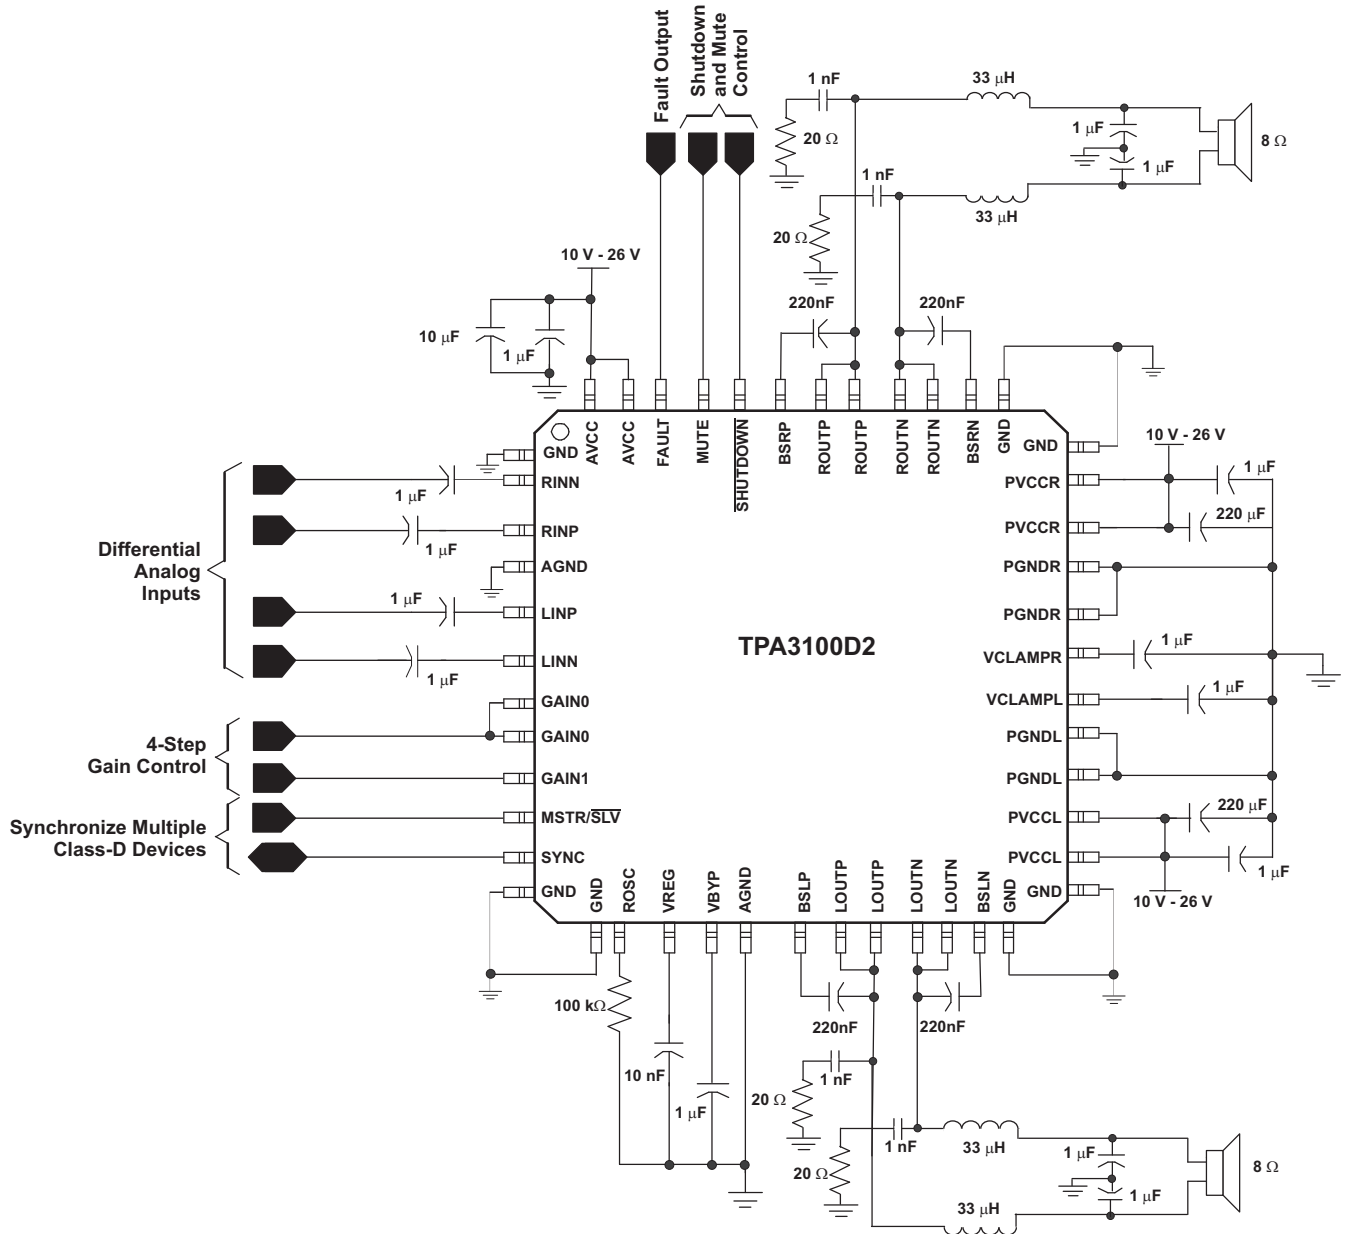 Fault Output
Shutdown
and Mute
Control
1 nF
33 μH
20 Ω
1 μF
1 μF
8 Ω
1 nF
20 Ω
33 μH
10 V - 26 V
10 μF
1 μF
220nF
220nF
AVCC
AVCC
FAULT
MUTE
SHUTDOWN
BSRP
ROUTP
ROUTP
ROUTN
ROUTN
BSRN
GND
Differential
Analog
Inputs
1 μF
1 μF
1 μF
1 μF
4-Step
Gain Control
Synchronize Multiple
Class-D Devices
GND
RINN
RINP
AGND
LINP
LINN
GAIN0
GAIN0
GAIN1
MSTR/SLV
SYNC
GND
TPA3100D2
GND
PVCCR
PVCCR
PGNDR
PGNDR
VCLAMPR
VCLAMPL
PGNDL
PGNDL
PVCCL
PVCCL
GND
10 V - 26 V
1 μF
220 μF
1 μF
1 μF
220 μF
1 μF
10 V - 26 V
GND
ROSC
VREG
VBYP
AGND
BSLP
LOUTP
LOUTP
LOUTN
LOUTN
BSLN
GND
100 kΩ
10 nF
1 μF
220nF
220nF
1 nF
20 Ω
1 nF
20 Ω
33 μH
1 μF
1 μF
8 Ω
33 μH